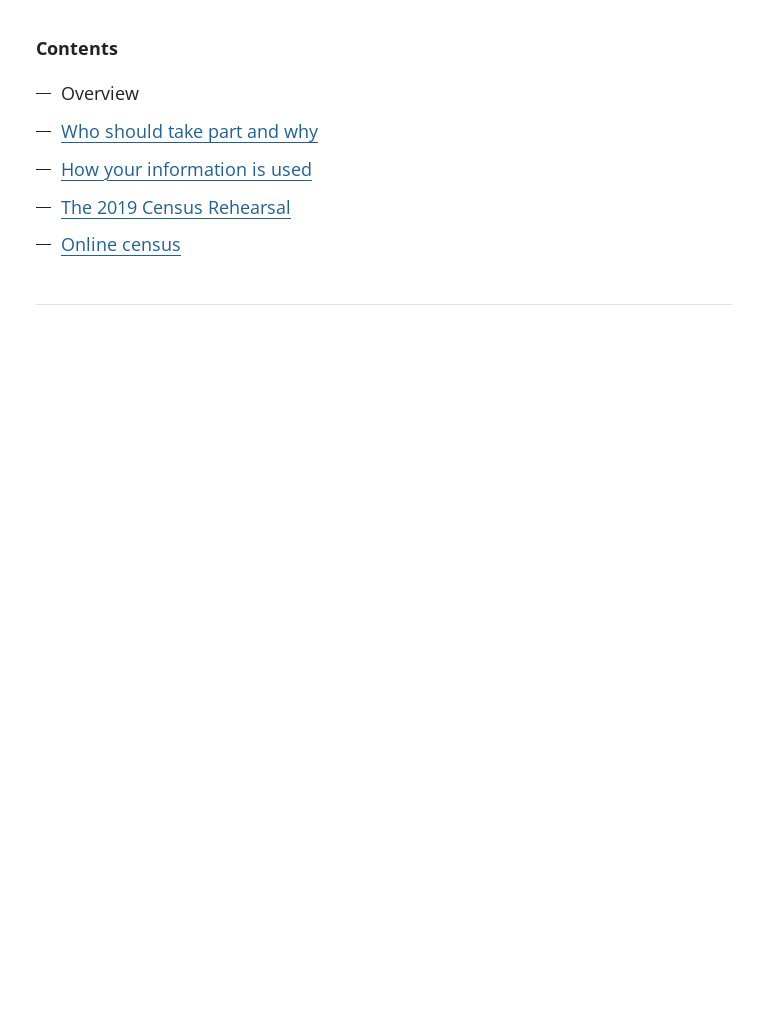 Contents
— Overview
— Who should take part and why
— How your information is used
— The 2019 Census Rehearsal
— Online census